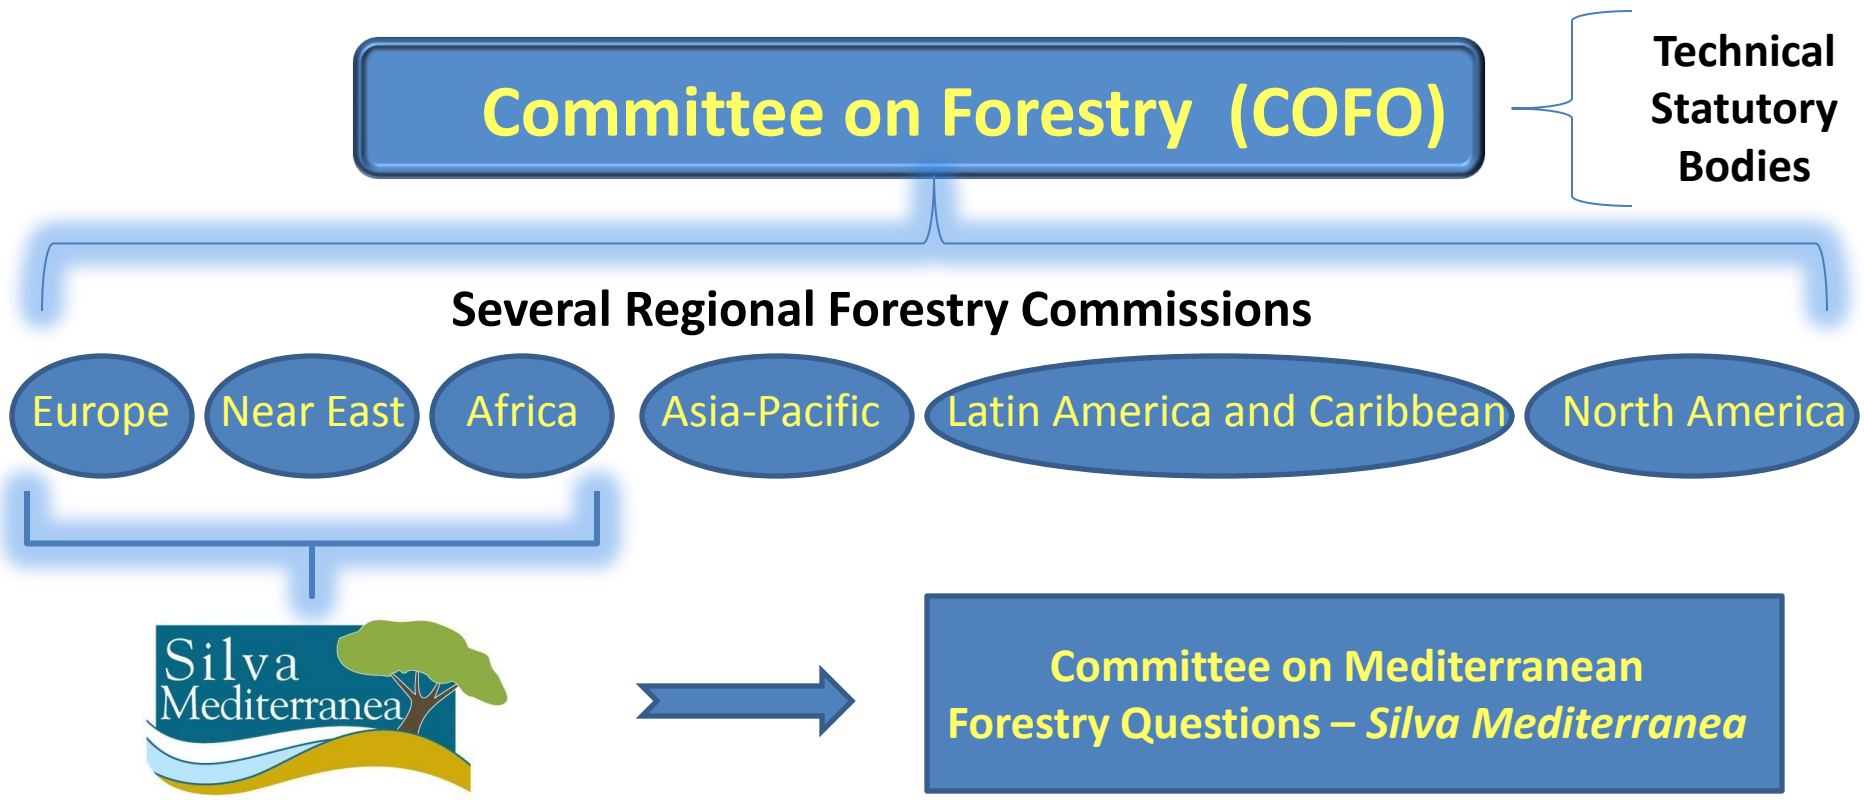 Committee on Forestry (COFO)
Technical
Statutory
Bodies
Several Regional Forestry Commissions
Europe
Near East
Africa
Asia-Pacific
Latin America and Caribbean
North America
Silva
Mediterranea
Committee on Mediterranean
Forestry Questions – Silva Mediterranea